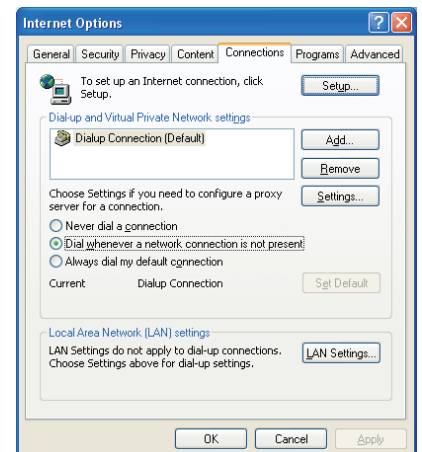 Internet Options
General Security Privacy Content Connections Programs Advanced
To set up an Internet connection, click
Setup.
Setup...
Dial-up and Virtual Private Network settings
Dialup Connection (Default)
Add...
Remove
Choose Settings if you need to configure a proxy
server for a connection.
Settings...
Never dial a connection
Dial whenever a network connection is not present
Always dial my default connection
Current Dialup Connection Set Default
Local Area Network (LAN) settings
LAN Settings do not apply to dial-up connections.
Choose Settings above for dial-up settings.
LAN Settings...
OK Cancel Apply